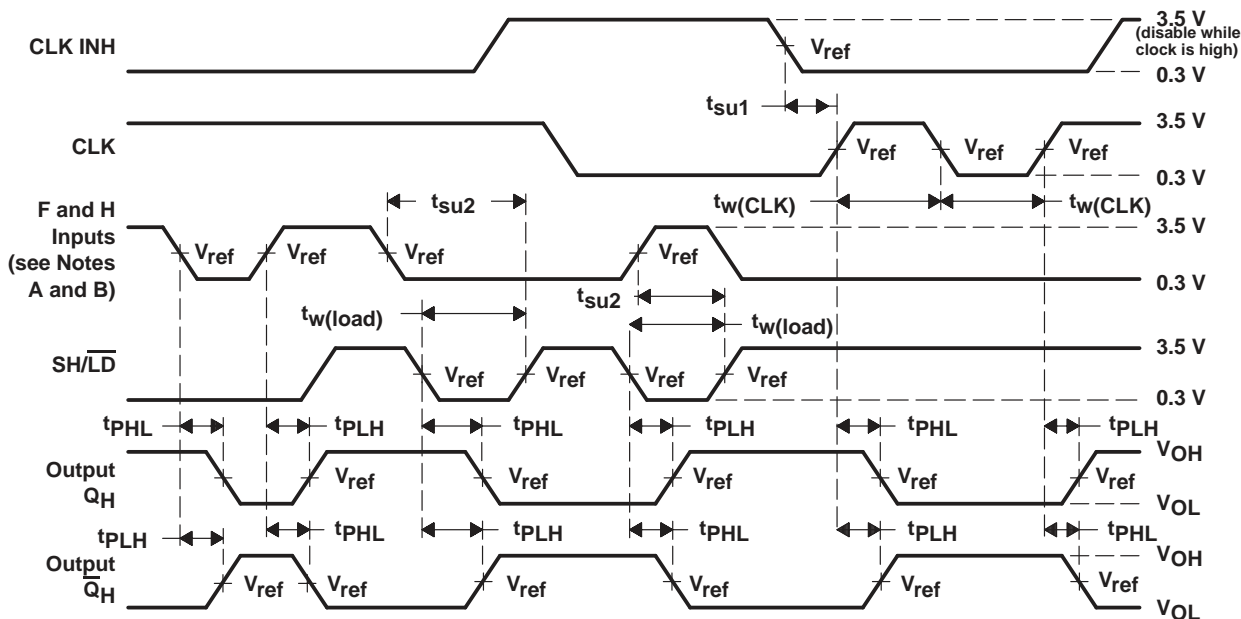 CLK INH
Vref
3.5 V
(disable while
clock is high)
0.3 V
tsu1
CLK
Vref
Vref
Vref
3.5 V
0.3 V
tw(CLK)
tw(CLK)
F and H
Inputs
(see Notes
A and B)
Vref
Vref
tsu2
Vref
Vref
3.5 V
0.3 V
tsu2
tw(load)
tw(load)
SH/LD
Vref
Vref
Vref
Vref
3.5 V
0.3 V
tPHL
tPLH
tPHL
tPLH
tPHL
tPLH
Output
QH
Vref
Vref
Vref
Vref
Vref
VOH
VOL
tPLH
tPHL
tPLH
tPHL
tPLH
tPHL
Output
Q̅H
Vref
Vref
Vref
Vref
Vref
Vref
VOH
VOL